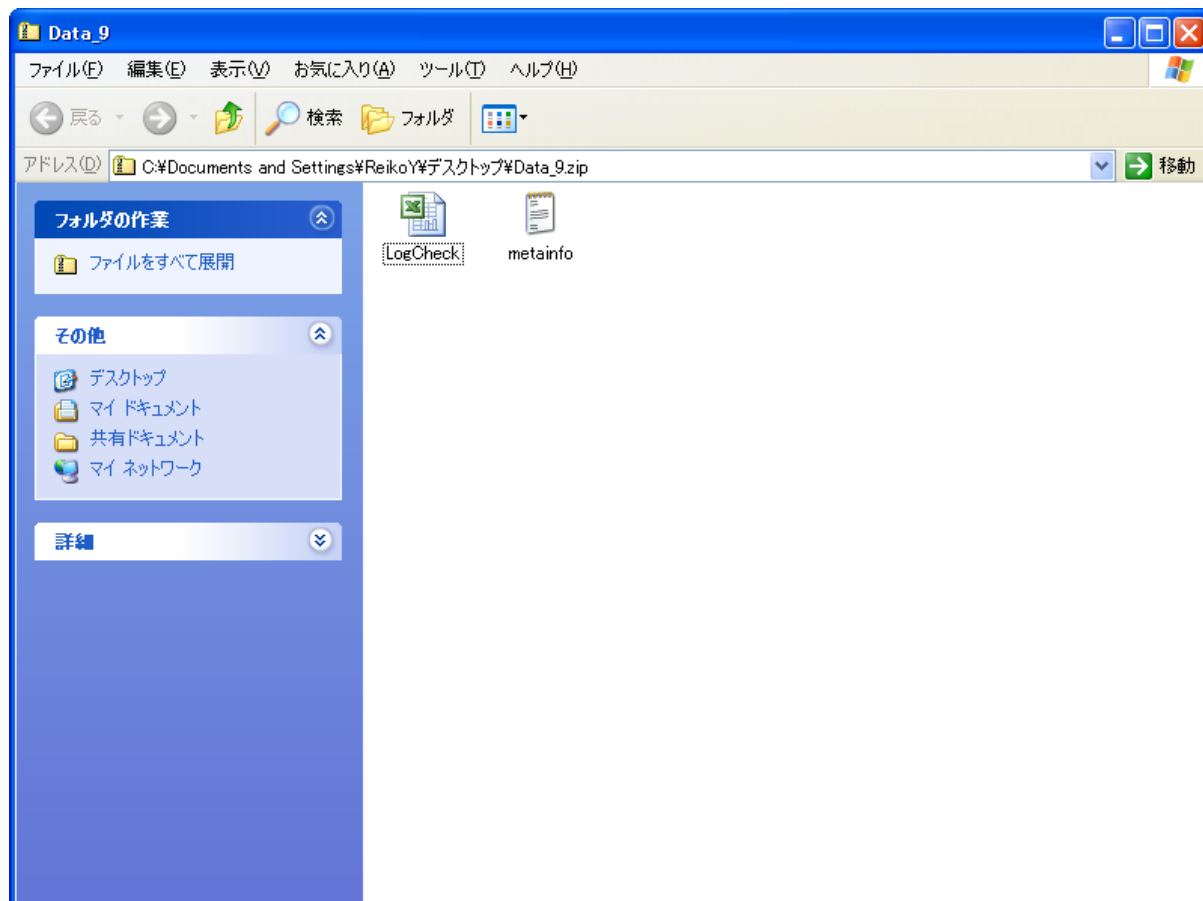 Data_9
ファイル(F) 編集(E) 表示(V) お気に入り(A) ツール(T) ヘルプ(H)
戻る 検索 フォルダ
アドレス(D) C:¥Documents and Settings¥ReikoY¥デスクトップ¥Data_9.zip 移動
フォルダの作業
ファイルをすべて展開
その他
デスクトップ
マイ ドキュメント
共有ドキュメント
マイ ネットワーク
詳細
LogCheck metainfo